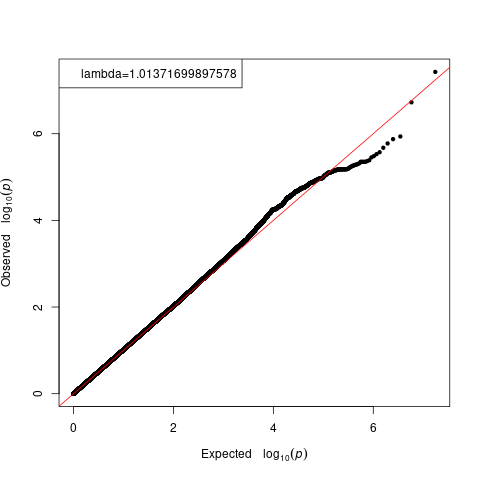 lambda=1.01371699897578
6
4
2
0
Observed log₁₀(p)
0 2 4 6
Expected log₁₀(p)